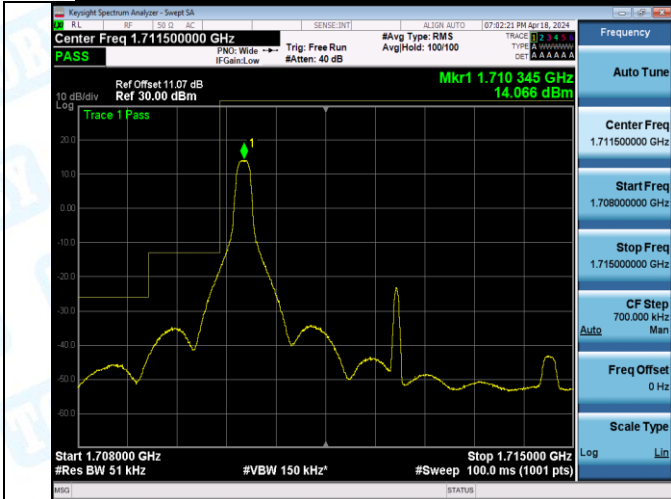 Keysight Spectrum Analyzer - Swept SA
RL RF 50 Ω AC SENSE:INT ALIGN AUTO 07:02:21 PM Apr 18, 2024
Center Freq 1.711500000 GHz
PASS
PNO: Wide
IFGain:Low
Trig: Free Run
#Atten: 40 dB
#Avg Type: RMS
Avg|Hold: 100/100
TRACE 1 2 3 4 5 6
TYPE A WWWWW
DET A A A A A A
Ref Offset 11.07 dB
10 dB/div Ref 30.00 dBm
Log
Mkr1 1.710 345 GHz
14.066 dBm
Trace 1 Pass
1
20.0
10.0
0.00
-10.0
-20.0
-30.0
-40.0
-50.0
-60.0
Start 1.708000 GHz
Stop 1.715000 GHz
#Res BW 51 kHz
#VBW 150 kHz*
#Sweep 100.0 ms (1001 pts)
MSG
STATUS
Frequency
Auto Tune
Center Freq
1.711500000 GHz
Start Freq
1.708000000 GHz
Stop Freq
1.715000000 GHz
CF Step
700.000 kHz
Auto Man
Freq Offset
0 Hz
Scale Type
Log Lin